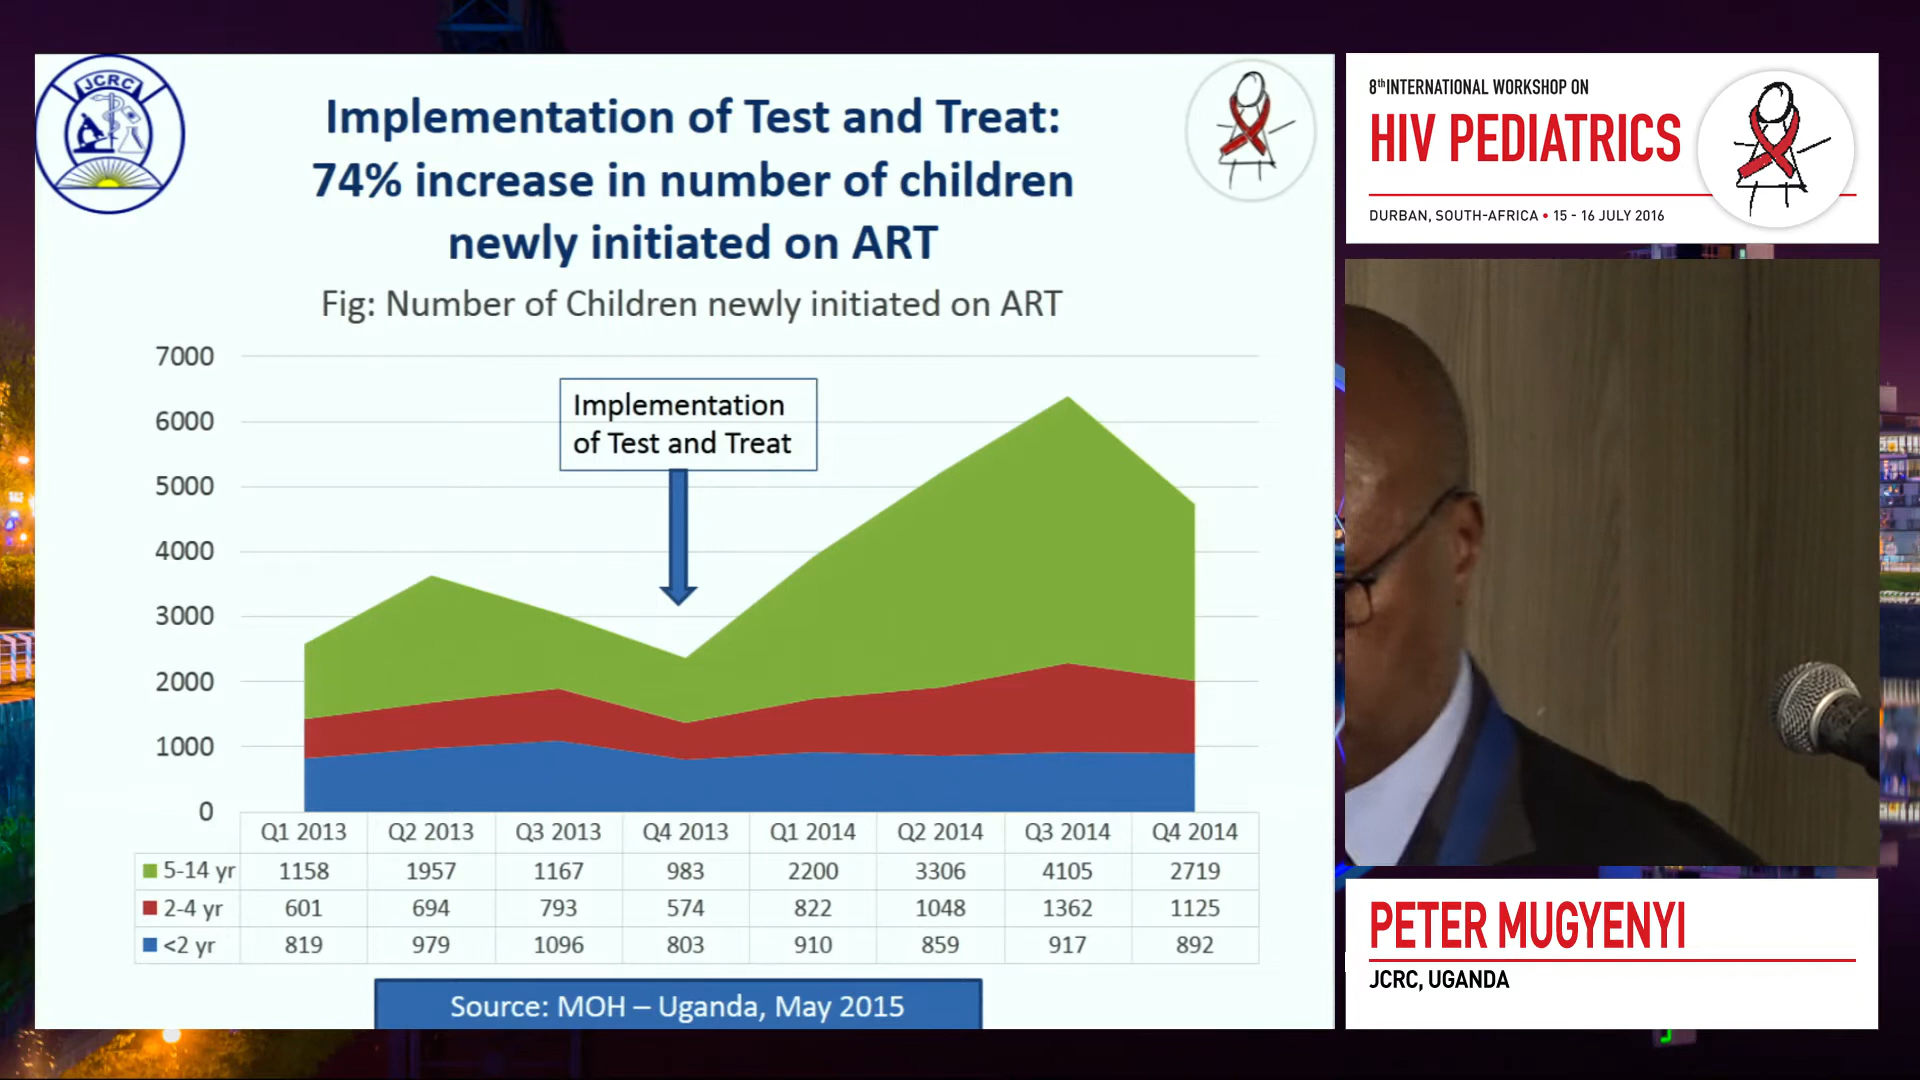 JCRC
Implementation of Test and Treat:
74% increase in number of children
newly initiated on ART
Fig: Number of Children newly initiated on ART
7000
6000
5000
4000
3000
2000
1000
0
Implementation
of Test and Treat
Q1 2013 Q2 2013 Q3 2013 Q4 2013 Q1 2014 Q2 2014 Q3 2014 Q4 2014
5-14 yr 1158 1957 1167 983 2200 3306 4105 2719
2-4 yr 601 694 793 574 822 1048 1362 1125
<2 yr 819 979 1096 803 910 859 917 892
Source: MOH – Uganda, May 2015
8th INTERNATIONAL WORKSHOP ON
HIV PEDIATRICS
DURBAN, SOUTH-AFRICA • 15 - 16 JULY 2016
PETER MUGYENYI
JCRC, UGANDA